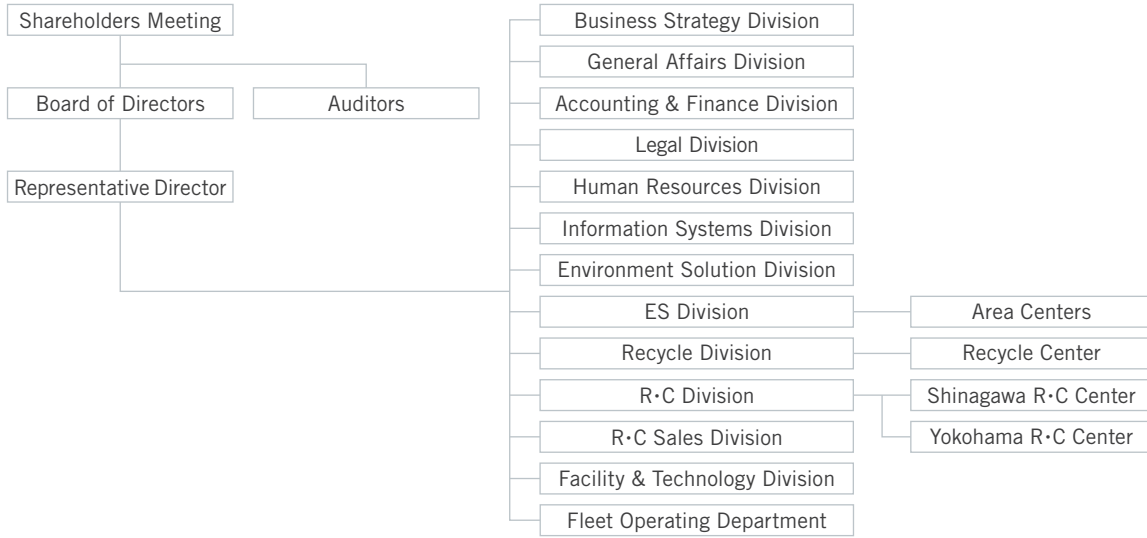 Shareholders Meeting
Board of Directors
Auditors
Representative Director
Business Strategy Division
General Affairs Division
Accounting & Finance Division
Legal Division
Human Resources Division
Information Systems Division
Environment Solution Division
ES Division
Area Centers
Recycle Division
Recycle Center
R・C Division
Shinagawa R・C Center
Yokohama R・C Center
R・C Sales Division
Facility & Technology Division
Fleet Operating Department